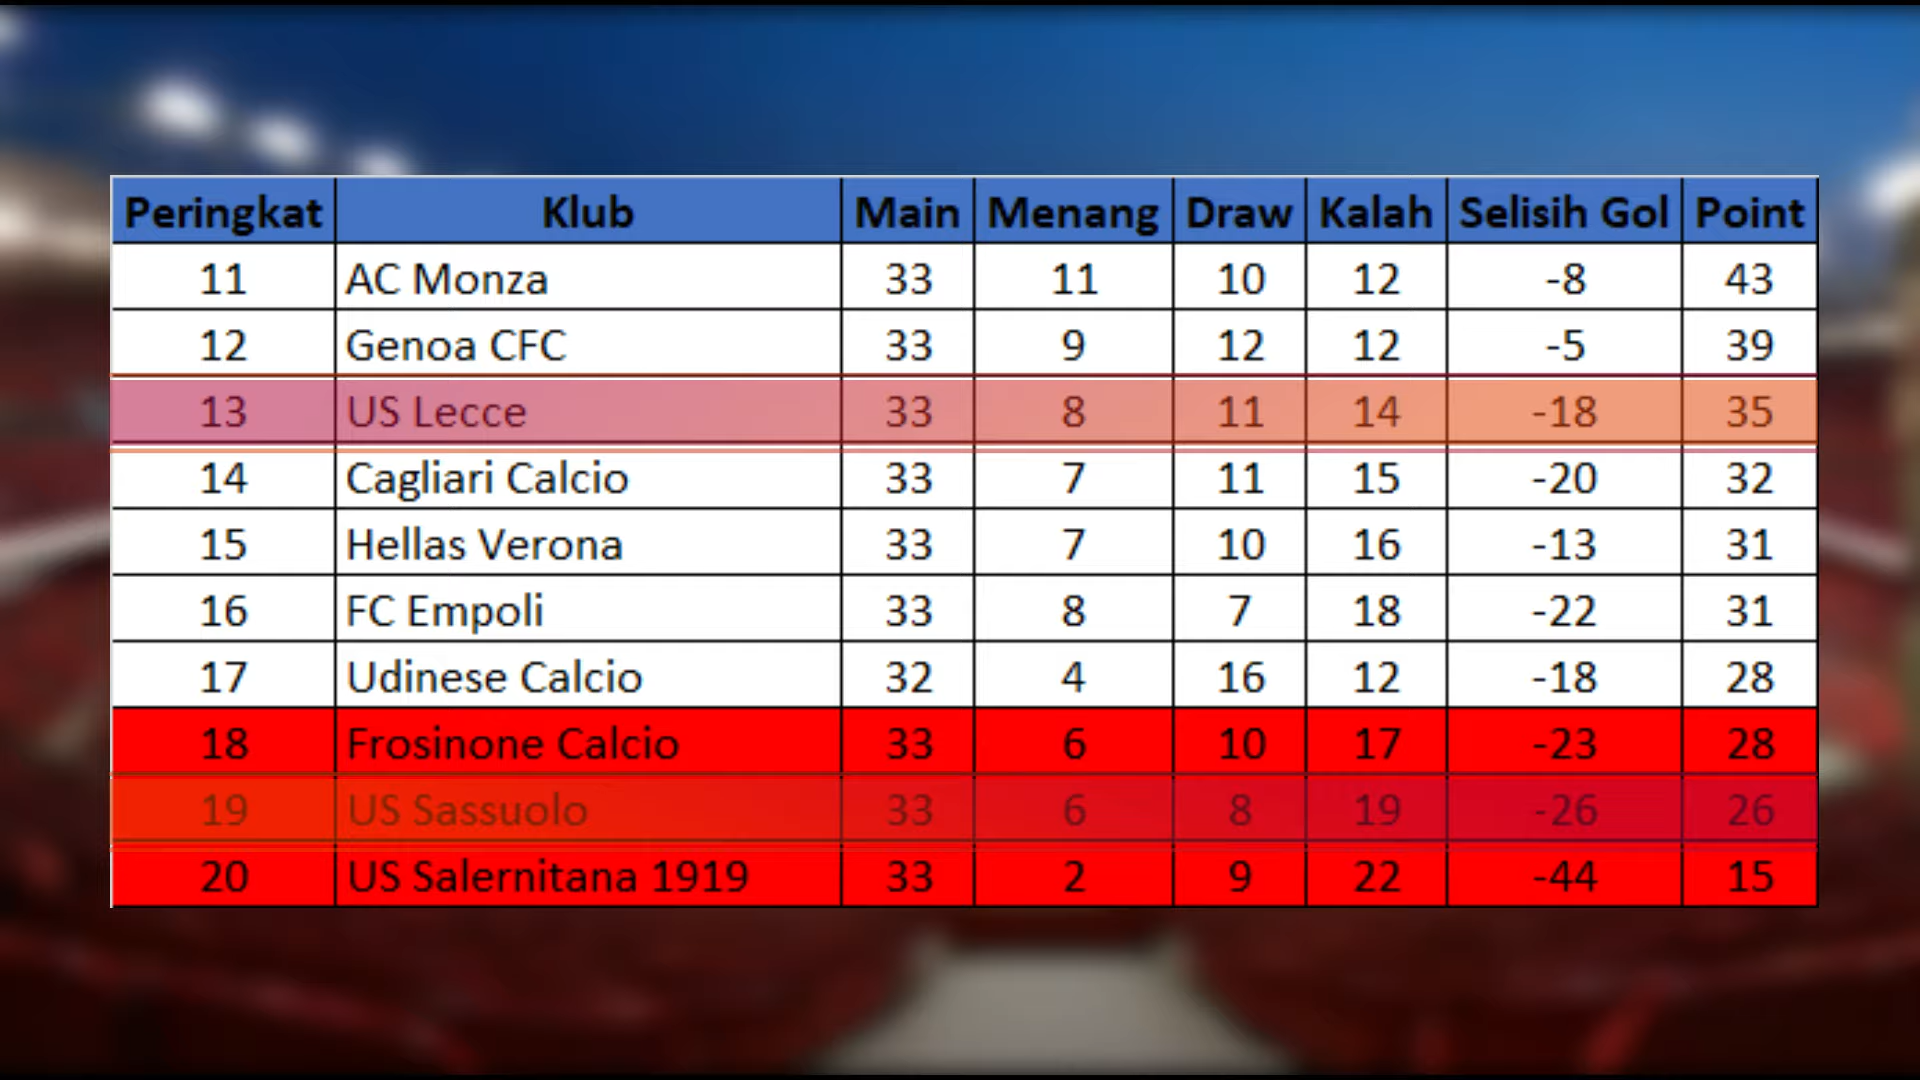 Peringkat Klub Main Menang Draw Kalah Selisih Gol Point
11 AC Monza 33 11 10 12 -8 43
12 Genoa CFC 33 9 12 12 -5 39
13 US Lecce 33 8 11 14 -18 35
14 Cagliari Calcio 33 7 11 15 -20 32
15 Hellas Verona 33 7 10 16 -13 31
16 FC Empoli 33 8 7 18 -22 31
17 Udinese Calcio 32 4 16 12 -18 28
18 Frosinone Calcio 33 6 10 17 -23 28
19 US Sassuolo 33 6 8 19 -26 26
20 US Salernitana 1919 33 2 9 22 -44 15